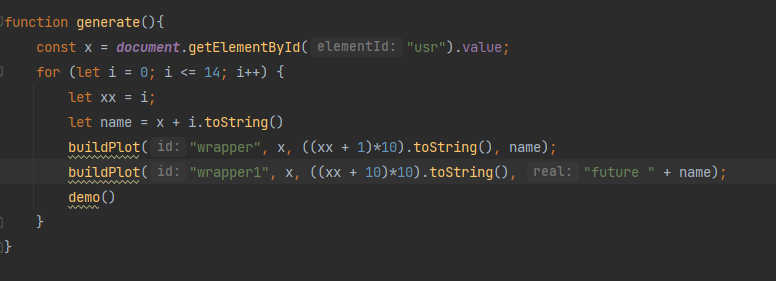 function generate(){
const x = document.getElementById( elementId: "usr").value;
for (let i = 0; i <= 14; i++) {
let xx = i;
let name = x + i.toString()
buildPlot( id: "wrapper", x, ((xx + 1)*10).toString(), name);
buildPlot( id: "wrapper1", x, ((xx + 10)*10).toString(), real: "future " + name);
demo()
}
}